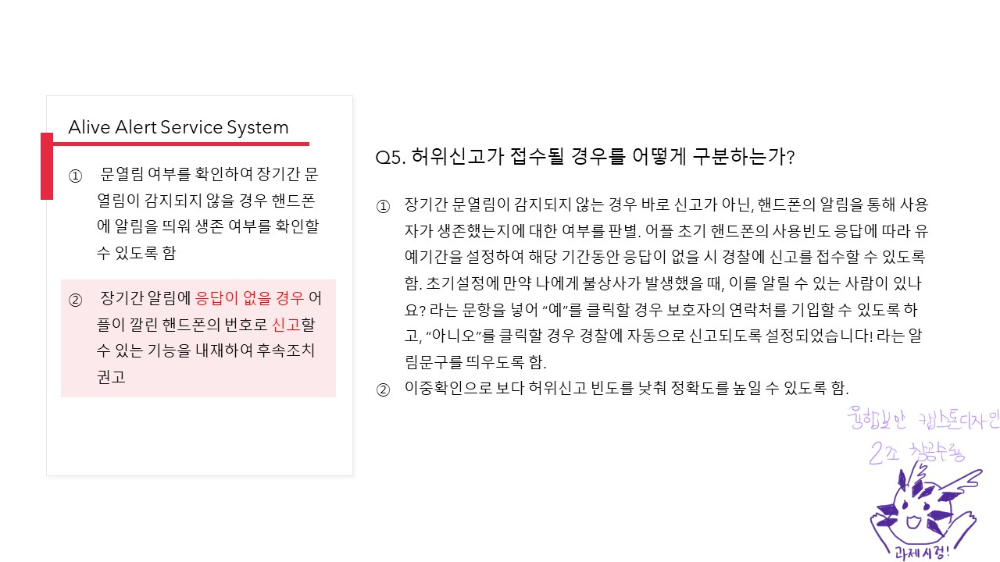 Alive Alert Service System
① 문열림 여부를 확인하여 장기간 문
열림이 감지되지 않을 경우 핸드폰
에 알림을 띄워 생존 여부를 확인할
수 있도록 함
② 장기간 알림에 응답이 없을 경우 어
플이 깔린 핸드폰의 번호로 신고할
수 있는 기능을 내재하여 후속조치
권고
Q5. 허위신고가 접수될 경우를 어떻게 구분하는가?
① 장기간 문열림이 감지되지 않는 경우 바로 신고가 아닌, 핸드폰의 알림을 통해 사용
자가 생존했는지에 대한 여부를 판별. 어플 초기 핸드폰의 사용빈도 응답에 따라 유
예기간을 설정하여 해당 기간동안 응답이 없을 시 경찰에 신고를 접수할 수 있도록
함. 초기설정에 만약 나에게 불상사가 발생했을 때, 이를 알릴 수 있는 사람이 있나
요? 라는 문항을 넣어 “예”를 클릭할 경우 보호자의 연락처를 기입할 수 있도록 하
고, “아니오”를 클릭할 경우 경찰에 자동으로 신고되도록 설정되었습니다! 라는 알
림문구를 띄우도록 함.
② 이중확인으로 보다 허위신고 빈도를 낮춰 정확도를 높일 수 있도록 함.
융합보안 캡스톤디자인
2조 창공수룡
과제시렁!